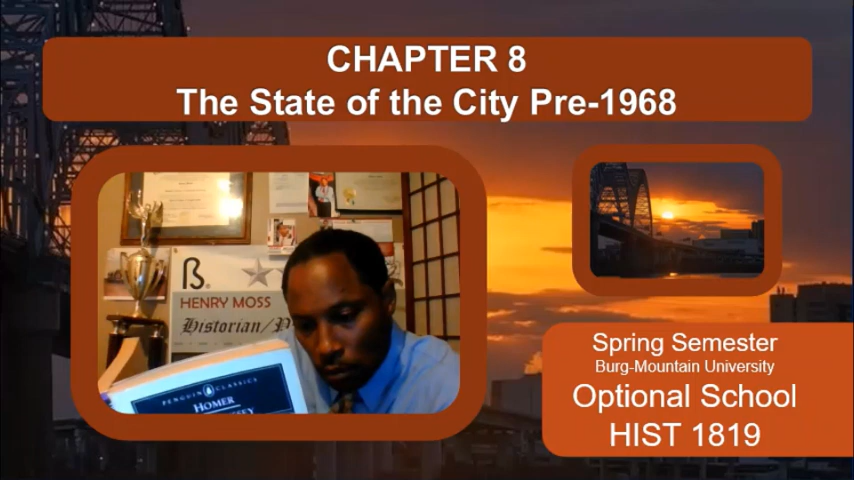 CHAPTER 8
The State of the City Pre-1968
ß.
HENRY MOSS
Historian/P
PENGUIN CLASSICS
HOMER
Spring Semester
Burg-Mountain University
Optional School
HIST 1819